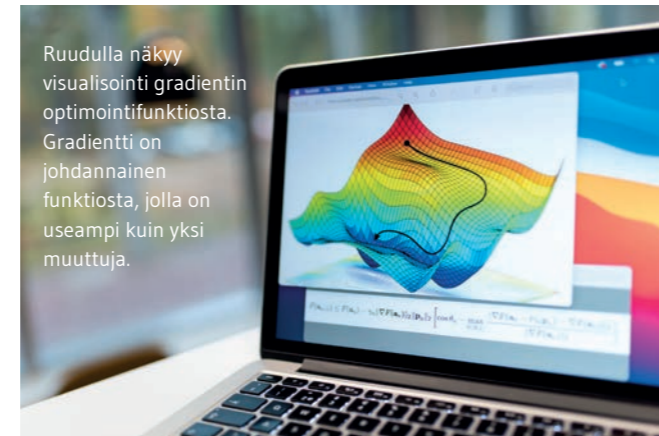 Ruudulla näkyy
visualisointi gradientin
optimointifunktiosta.
Gradientti on
johdannainen
funktiosta, jolla on
useampi kuin yksi
muuttuja.